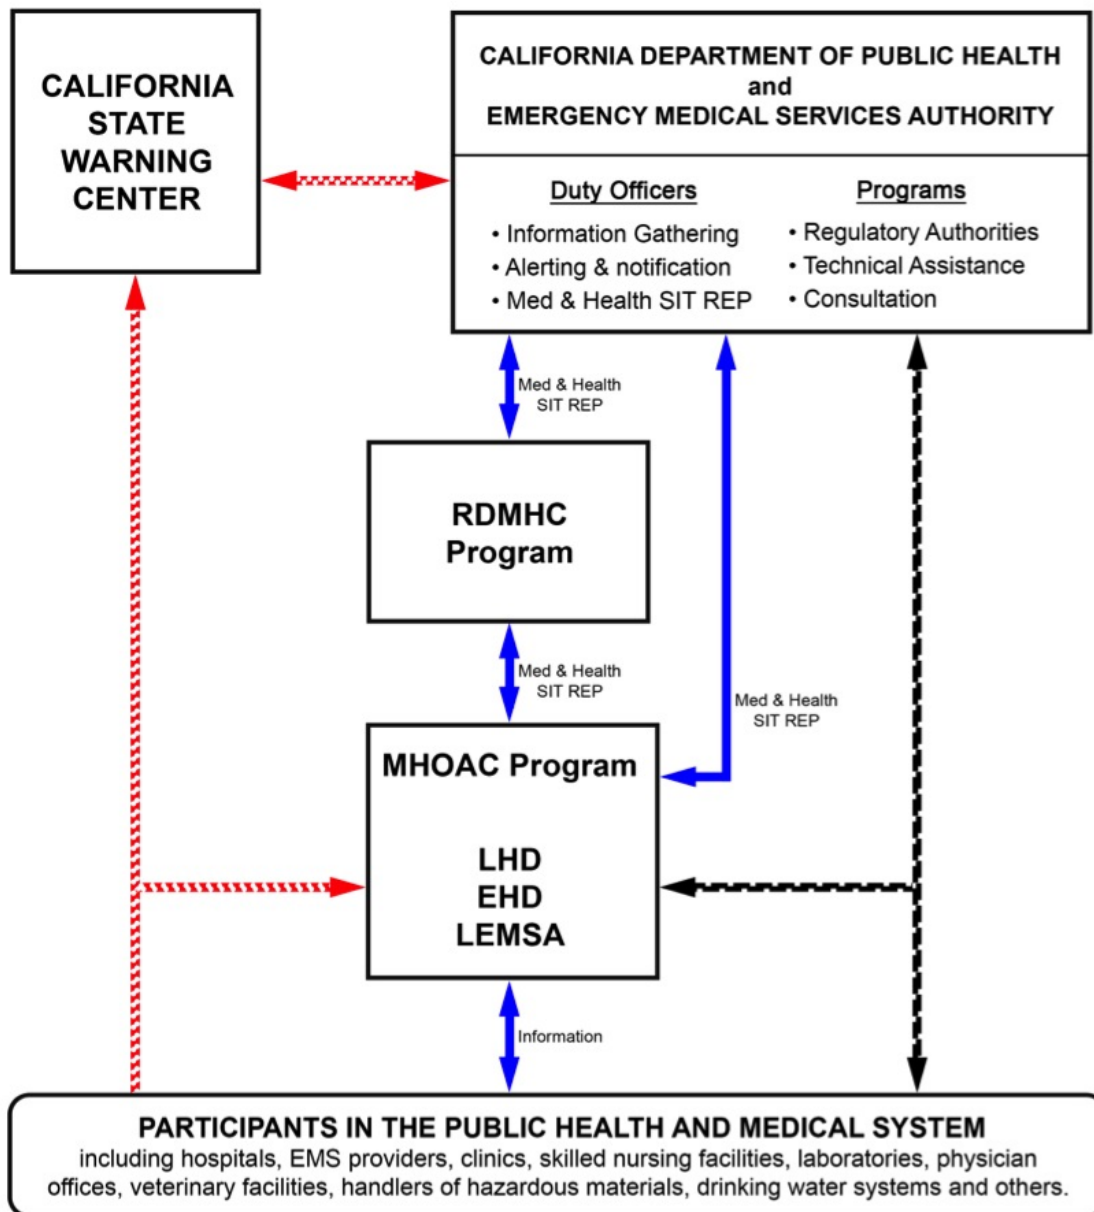 CALIFORNIA
STATE
WARNING
CENTER
CALIFORNIA DEPARTMENT OF PUBLIC HEALTH
and
EMERGENCY MEDICAL SERVICES AUTHORITY
Duty Officers
• Information Gathering
• Alerting & notification
• Med & Health SIT REP
Programs
• Regulatory Authorities
• Technical Assistance
• Consultation
Med & Health
SIT REP
RDMHC
Program
Med & Health
SIT REP
Med & Health
SIT REP
MHOAC Program
LHD
EHD
LEMSA
Information
PARTICIPANTS IN THE PUBLIC HEALTH AND MEDICAL SYSTEM
including hospitals, EMS providers, clinics, skilled nursing facilities, laboratories, physician
offices, veterinary facilities, handlers of hazardous materials, drinking water systems and others.